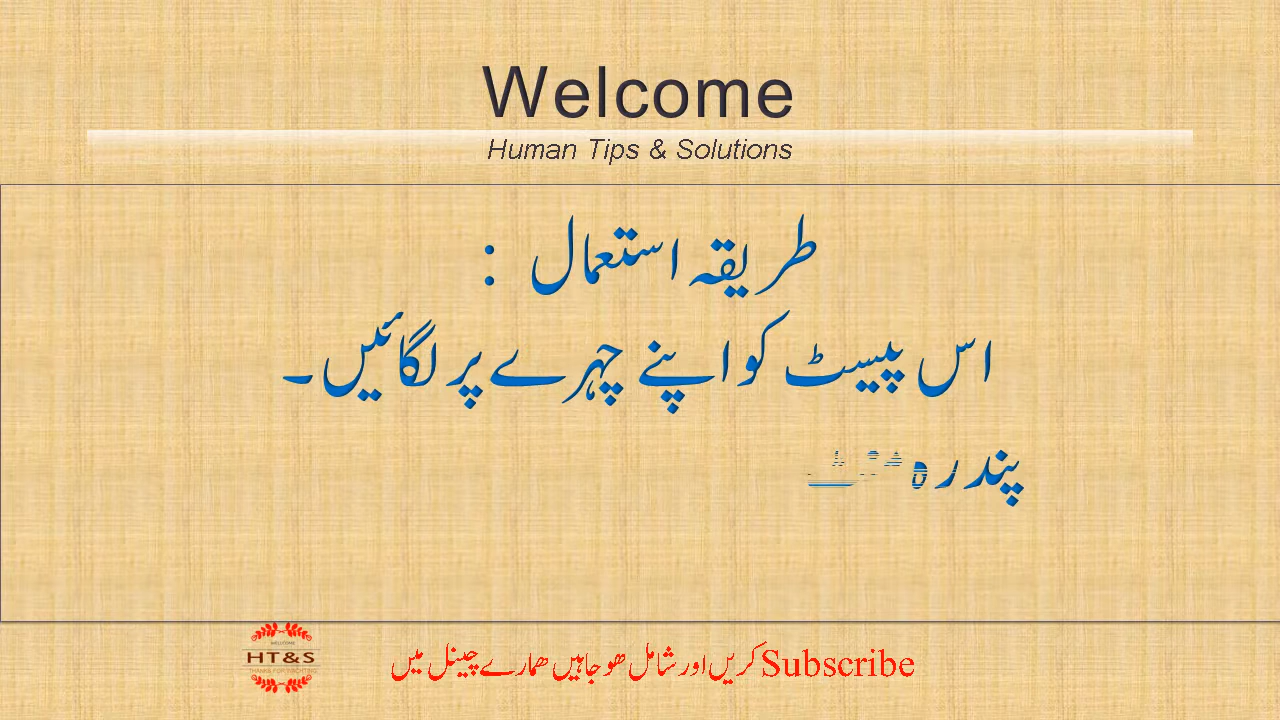 Welcome
Human Tips & Solutions
طریقہ استعمال :
اس پیسٹ کو اپنے چہرے پر لگائیں۔
پندرہ
WELLCOME
HT&S
Subscribe کریں اور شامل ھو جاہیں ھمارے چینل میں